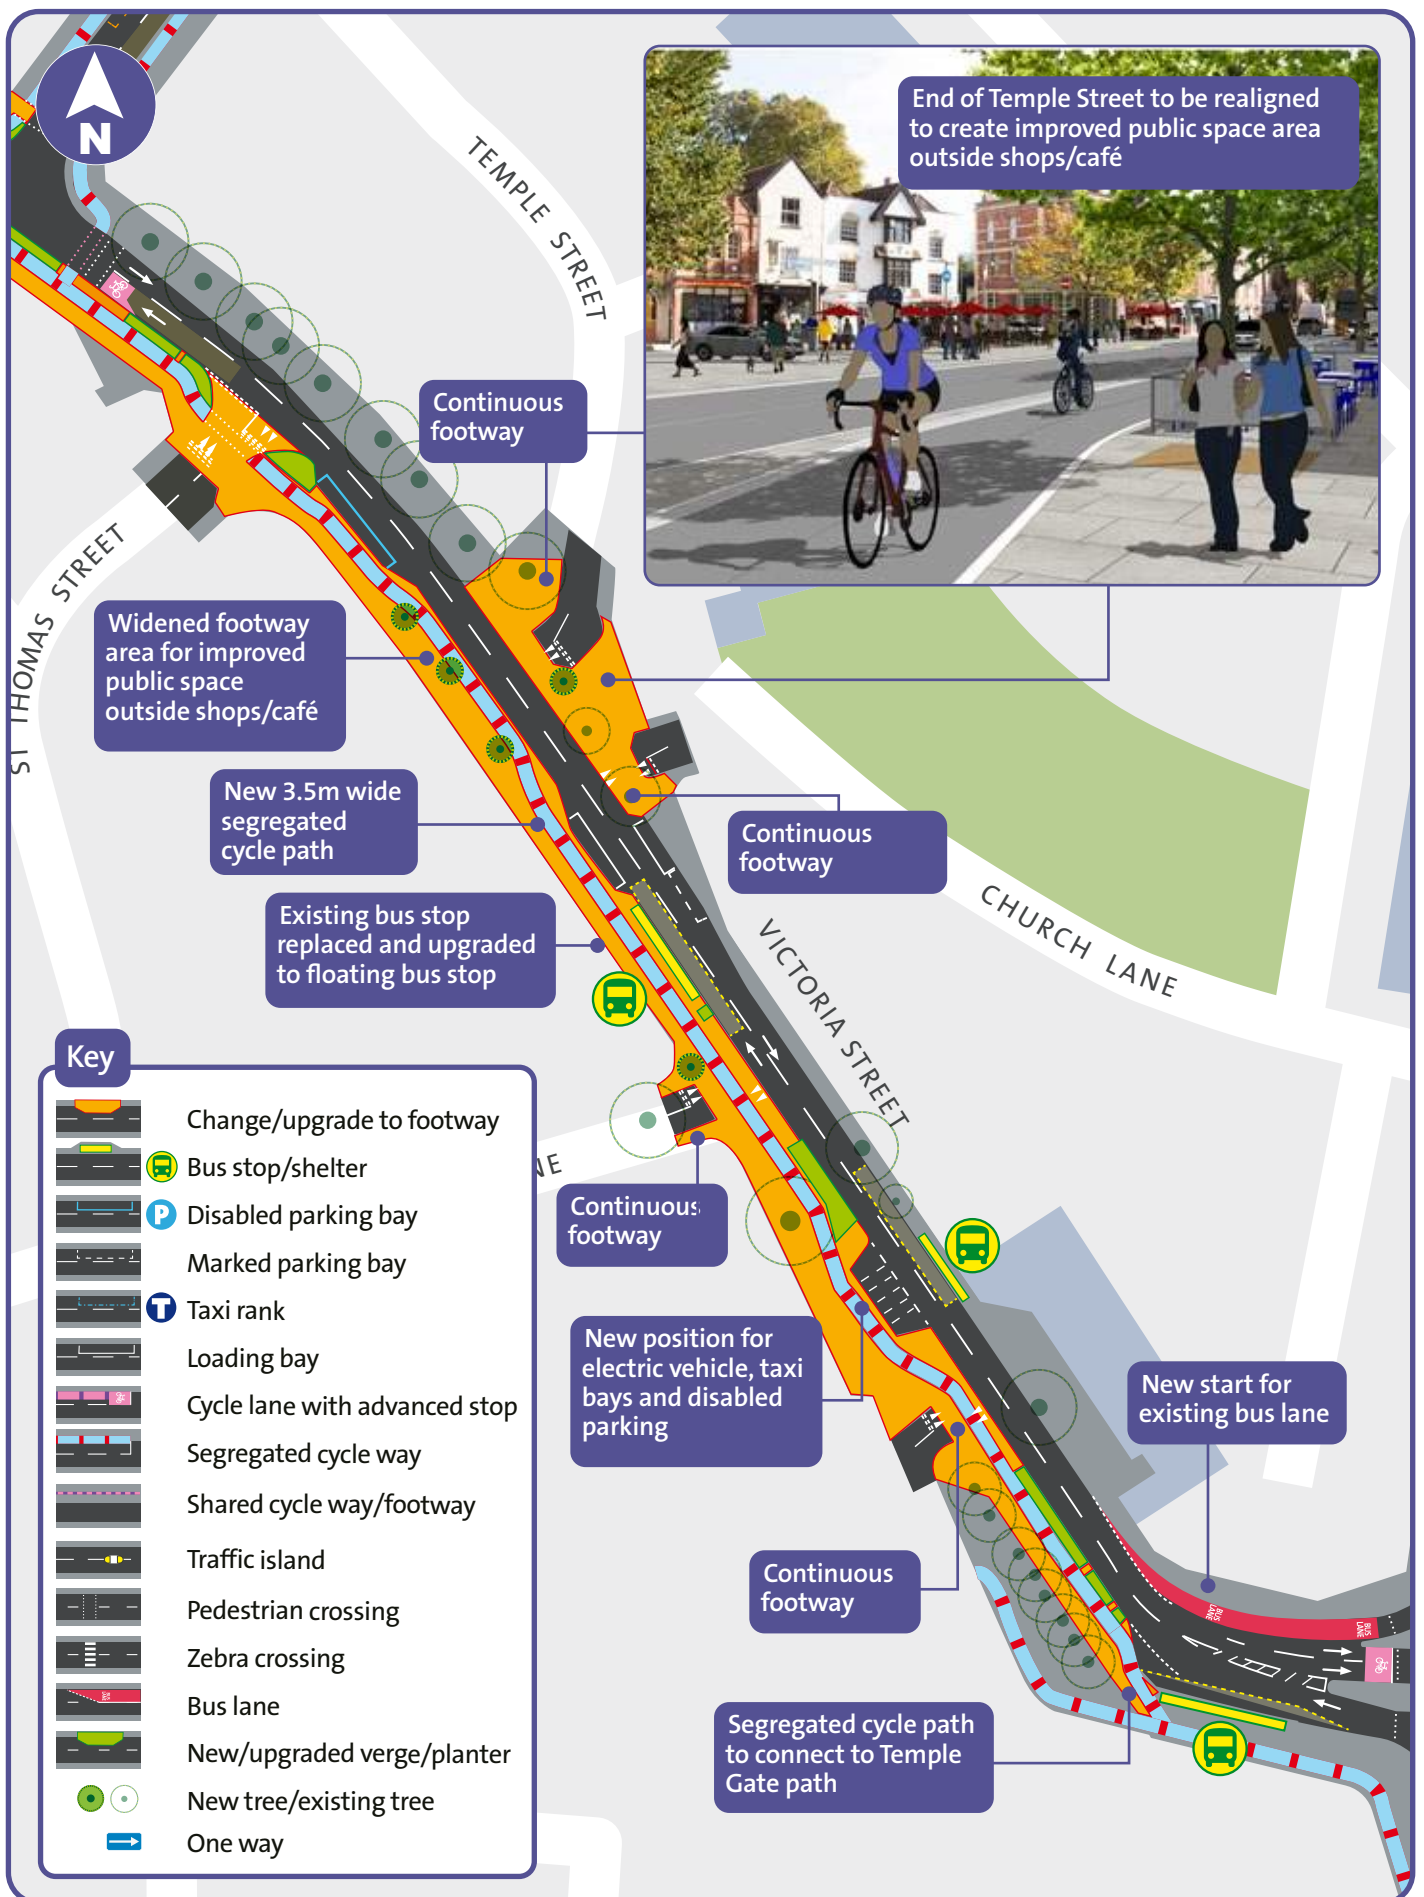 N
TEMPLE STREET
End of Temple Street to be realigned
to create improved public space area
outside shops/café
Continuous
footway
ST THOMAS STREET
Widened footway
area for improved
public space
outside shops/café
New 3.5m wide
segregated
cycle path
Continuous
footway
Existing bus stop
replaced and upgraded
to floating bus stop
CHURCH LANE
VICTORIA STREET
NE
Continuous
footway
New position for
electric vehicle, taxi
bays and disabled
parking
New start for
existing bus lane
Continuous
footway
BUS
LANE
BUS
LANE
Segregated cycle path
to connect to Temple
Gate path
Key
Change/upgrade to footway
Bus stop/shelter
P Disabled parking bay
Marked parking bay
T Taxi rank
Loading bay
Cycle lane with advanced stop
Segregated cycle way
Shared cycle way/footway
Traffic island
Pedestrian crossing
Zebra crossing
Bus lane
New/upgraded verge/planter
New tree/existing tree
One way